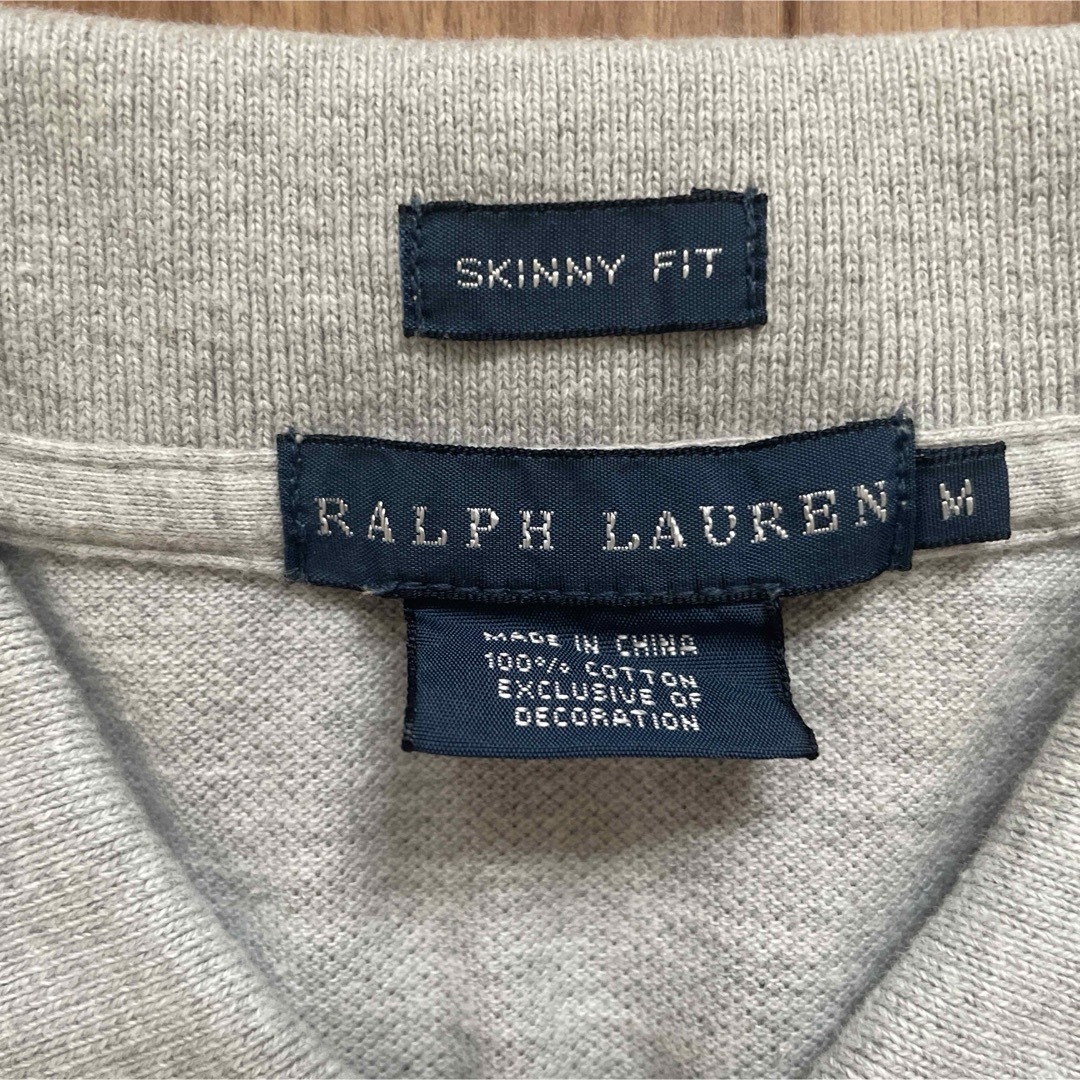 SKINNY FIT
RALPH LAUREN
M
MADE IN CHINA
100% COTTON
EXCLUSIVE OF
DECORATION